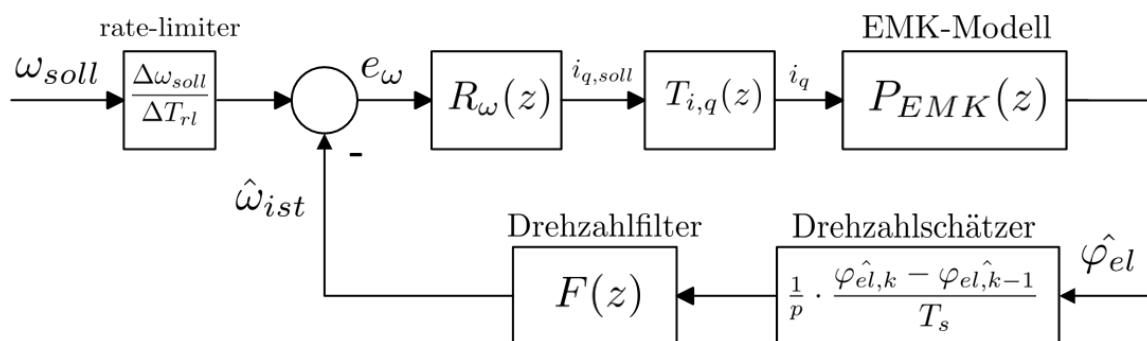 rate-limiter
EMK-Modell
ω_soll
Δω_soll / ΔT_rl
e_ω
R_ω(z)
i_q,soll
T_i,q(z)
i_q
P_EMK(z)
-
ω̂_ist
Drehzahlfilter
Drehzahlschätzer
F(z)
1/p · (φ̂_el,k − φ̂_el,k−1) / T_s
φ̂_el